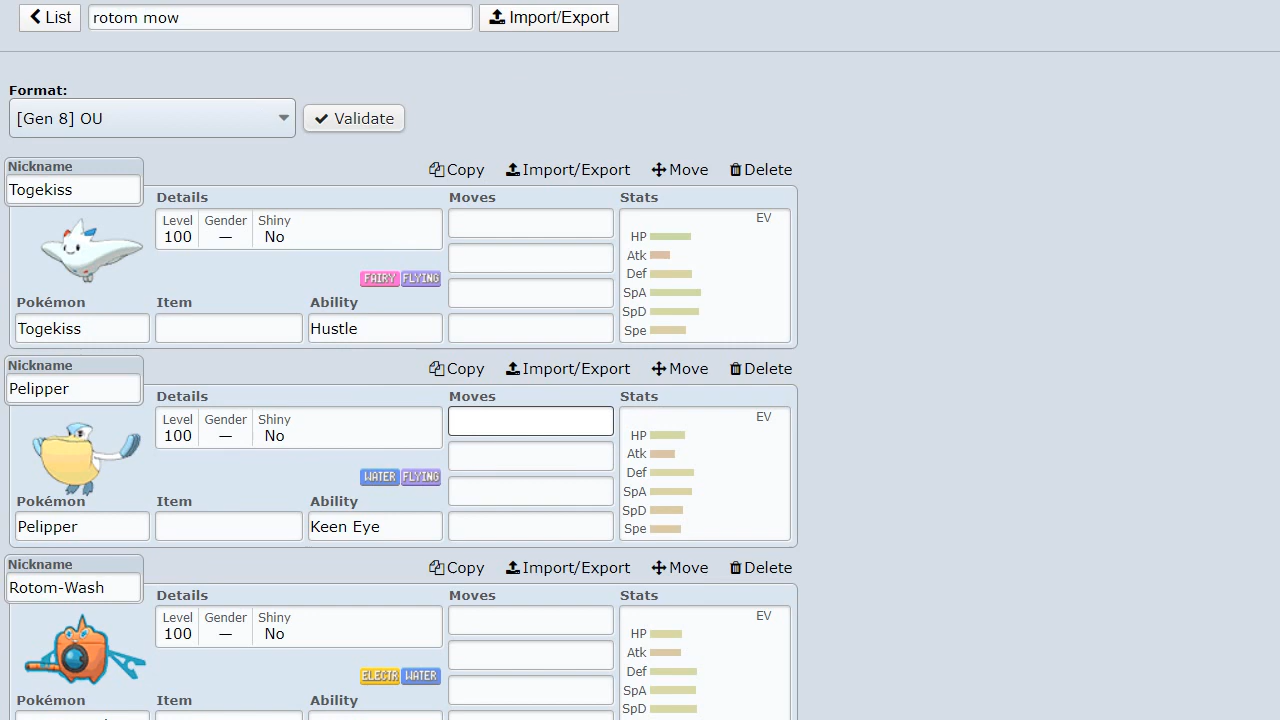 List
rotom mow
Import/Export
Format:
[Gen 8] OU
Validate
Nickname
Togekiss
Copy Import/Export Move Delete
Details Moves Stats
Level Gender Shiny
100 — No
EV
HP
Atk
Def
SpA
SpD
Spe
FAIRY FLYING
Pokémon Item Ability
Togekiss Hustle
Nickname
Pelipper
Copy Import/Export Move Delete
Details Moves Stats
Level Gender Shiny
100 — No
EV
HP
Atk
Def
SpA
SpD
Spe
WATER FLYING
Pokémon Item Ability
Pelipper Keen Eye
Nickname
Rotom-Wash
Copy Import/Export Move Delete
Details Moves Stats
Level Gender Shiny
100 — No
EV
HP
Atk
Def
SpA
SpD
ELECTR WATER
Pokémon Item Ability